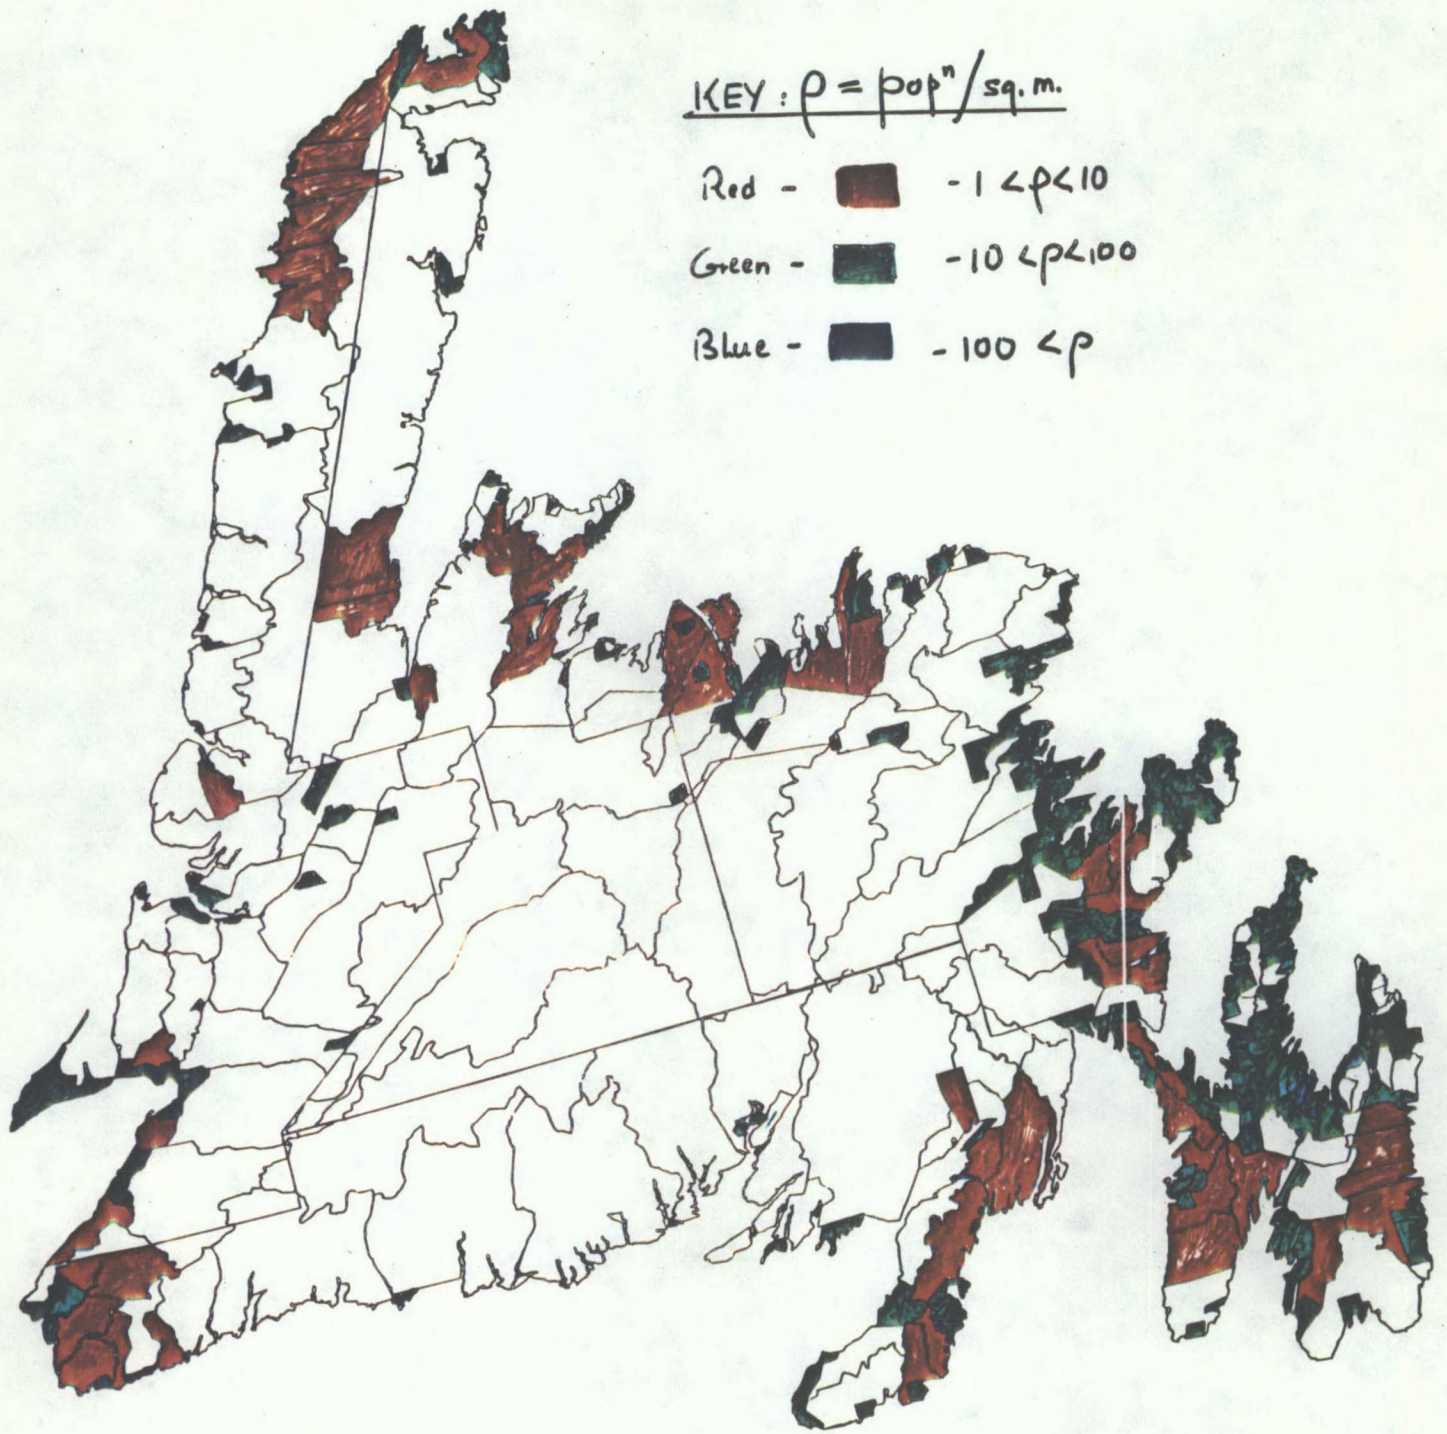 KEY : ρ = popⁿ/sq.m.
Red - - 1 < ρ < 10
Green - - 10 < ρ < 100
Blue - - 100 < ρ